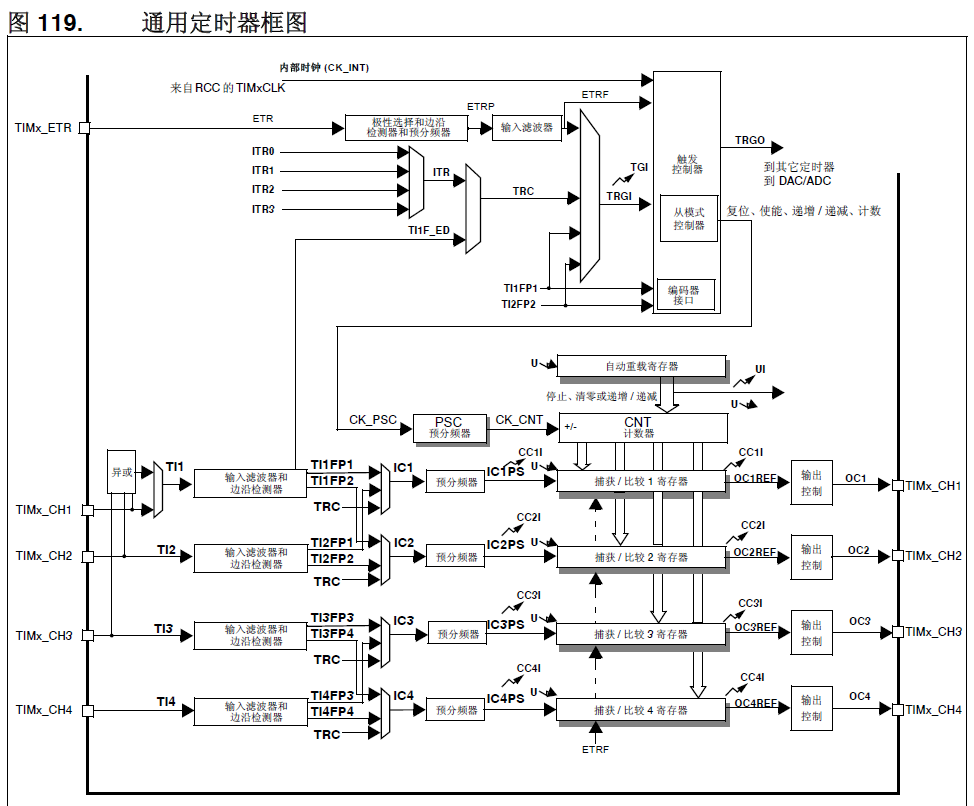 图 119. 通用定时器框图
内部时钟 (CK_INT)
来自 RCC 的 TIMxCLK
ETRF
ETRP
TIMx_ETR
ETR
极性选择和边沿
检测器和预分频器
输入滤波器
触发
控制器
TRGO
到其它定时器
到 DAC/ADC
ITR0
ITR1
ITR2
ITR3
ITR
TRC
TGI
TRGI
TI1F_ED
从模式
控制器
复位、使能、递增 / 递减、计数
TI1FP1
TI2FP2
编码器
接口
U
自动重载寄存器
UI
停止、清零或递增 / 递减
U
CK_PSC
PSC
预分频器
CK_CNT
+/-
CNT
计数器
异或
TI1
输入滤波器和
边沿检测器
TI1FP1
TI1FP2
TRC
IC1
预分频器
CC1I
IC1PS
U
捕获 / 比较 1 寄存器
CC1I
OC1REF
输出
控制
OC1
TIMx_CH1
TIMx_CH1
TIMx_CH2
TI2
输入滤波器和
边沿检测器
TI2FP1
TI2FP2
TRC
IC2
预分频器
CC2I
IC2PS
U
捕获 / 比较 2 寄存器
CC2I
OC2REF
输出
控制
OC2
TIMx_CH2
TIMx_CH3
TI3
输入滤波器和
边沿检测器
TI3FP3
TI3FP4
TRC
IC3
预分频器
CC3I
IC3PS
U
捕获 / 比较 3 寄存器
CC3I
OC3REF
输出
控制
OC3
TIMx_CH3
TIMx_CH4
TI4
输入滤波器和
边沿检测器
TI4FP3
TI4FP4
TRC
IC4
预分频器
CC4I
IC4PS
U
捕获 / 比较 4 寄存器
CC4I
OC4REF
输出
控制
OC4
TIMx_CH4
ETRF